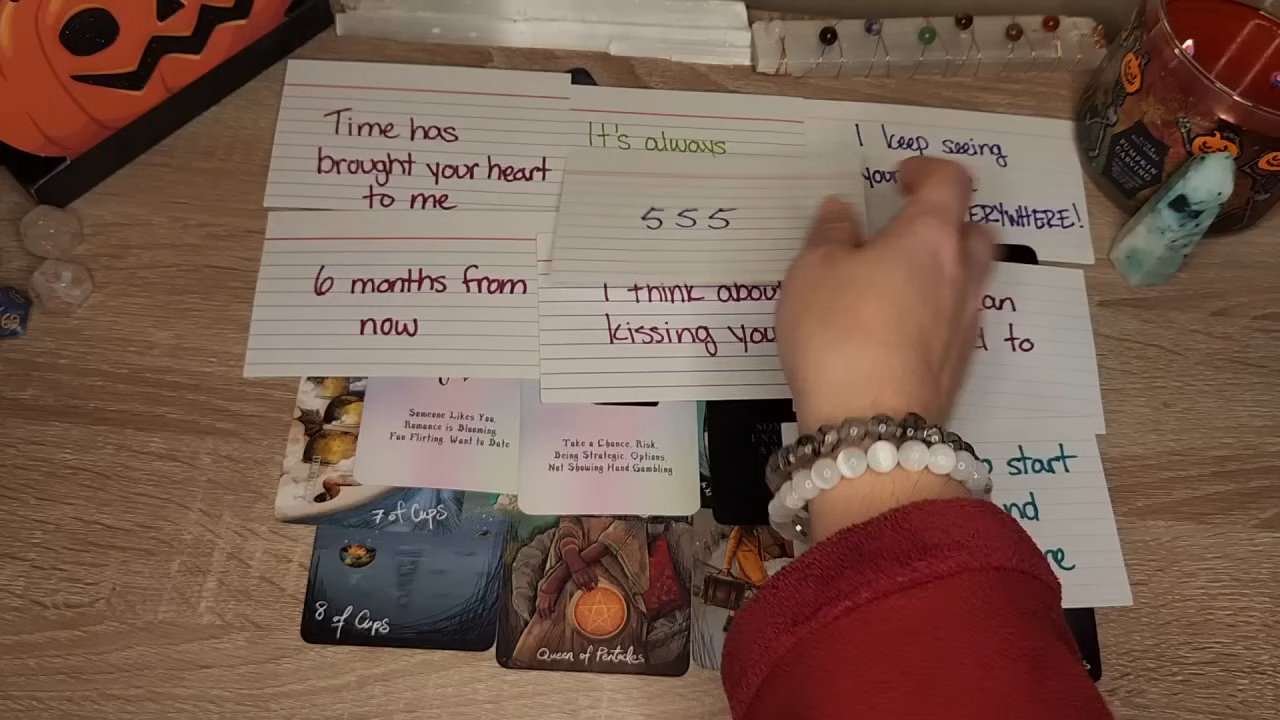 Time has
brought your heart
to me
It's always
555
I keep seeing
ERYWHERE!
6 months from
now
I think about
kissing you
an
to
start
nd
re
Someone Likes You.
Romance is Blooming
Fun Flirting. Want to Date
Take a Chance, Risk,
Being Strategic, Options,
Not Showing Hand, Gambling
7 of Cups
8 of Cups
Queen of Pentacles
PUMPKIN
CARVING